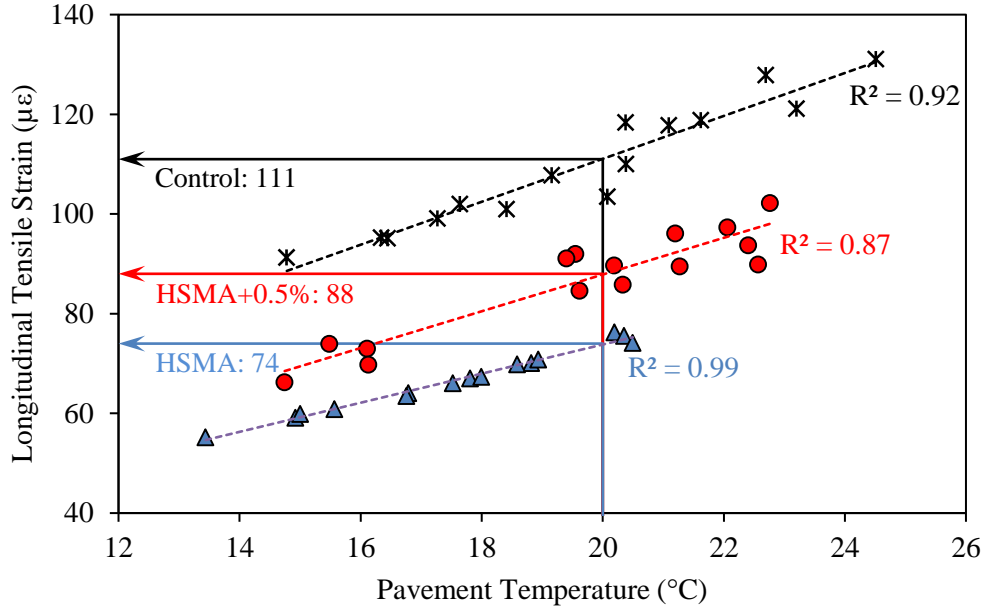 140
120
100
80
60
40
Longitudinal Tensile Strain (με)
R² = 0.92
Control: 111
R² = 0.87
HSMA+0.5%: 88
HSMA: 74
R² = 0.99
12 14 16 18 20 22 24 26
Pavement Temperature (°C)